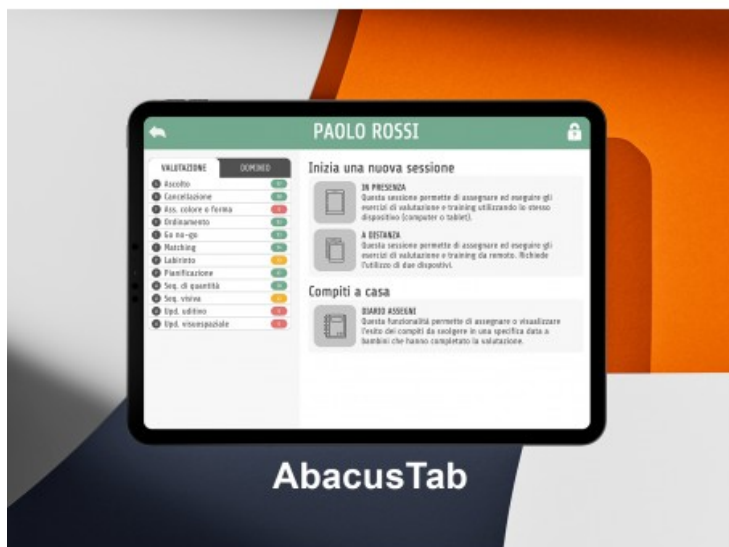 PAOLO ROSSI
VALUTAZIONE
DOMINIO
Ascolto
Cancellazione
Ass. colore o forma
Ordinamento
Go no-go
Matching
Labirinto
Pianificazione
Seq. di quantità
Seq. visiva
Upd. uditivo
Upd. visuospaziale
Inizia una nuova sessione
IN PRESENZA
Questa sessione permette di assegnare ed eseguire gli
esercizi di valutazione e training utilizzando lo stesso
dispositivo (computer o tablet).
A DISTANZA
Questa sessione permette di assegnare ed eseguire gli
esercizi di valutazione e training da remoto. Richiede
l'utilizzo di due dispostivi.
Compiti a casa
DIARIO ASSEGNI
Questa funzionalità permette di assegnare o visualizzare
l'esito dei compiti da svolgere in una specifica data a
bambini che hanno completato la valutazione.
AbacusTab